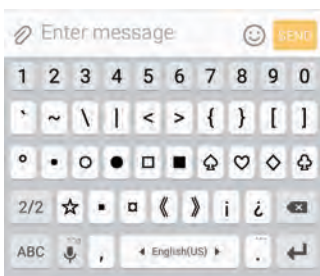 Enter message SEND
1 2 3 4 5 6 7 8 9 0
` ~ \ | < > { } [ ]
° • ○ ● □ ■ ♤ ♡ ◇ ♧
2/2 ☆ ▪ ¤ 《 》 ¡ ¿
ABC , English(US) .